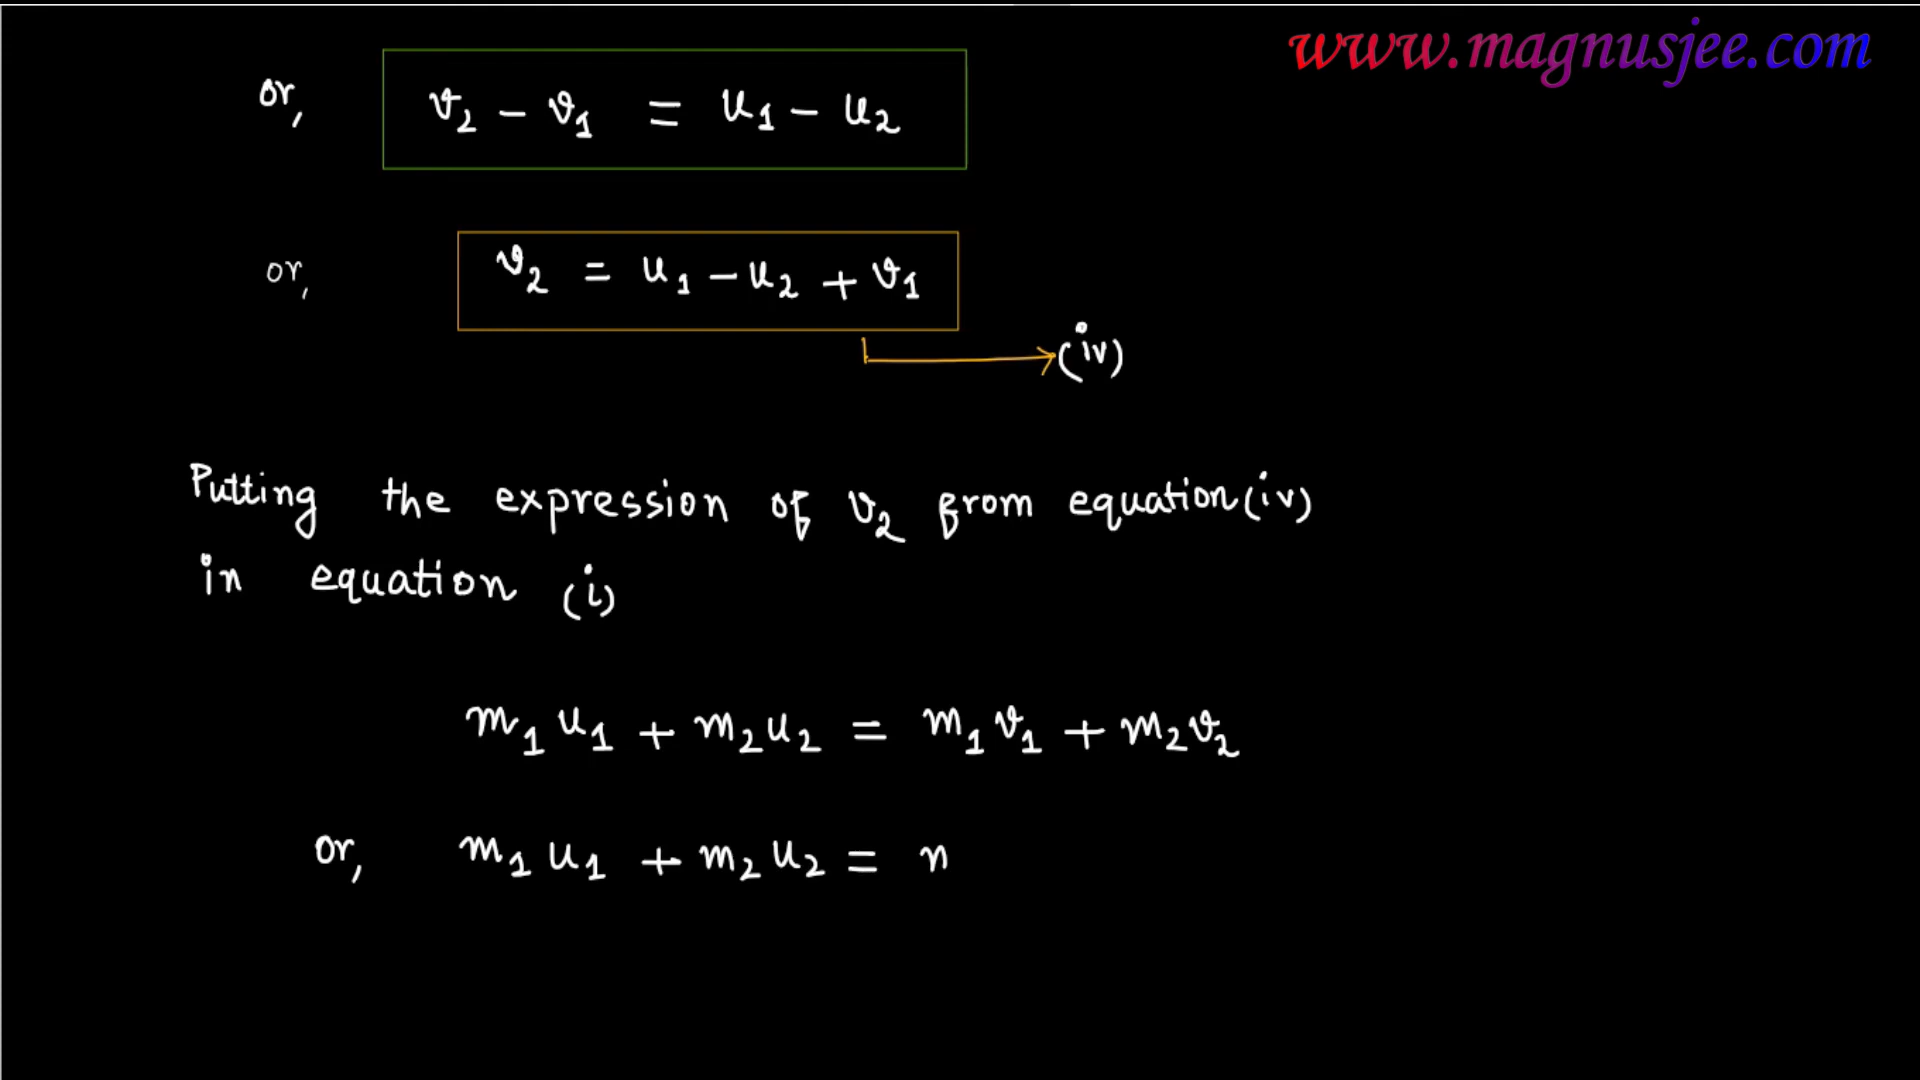 www.magnusjee.com
or, v₂ - v₁ = u₁ - u₂
or, v₂ = u₁ - u₂ + v₁
(iv)
Putting the expression of v₂ from equation (iv)
in equation (i)
m₁u₁ + m₂u₂ = m₁v₁ + m₂v₂
or, m₁u₁ + m₂u₂ = n